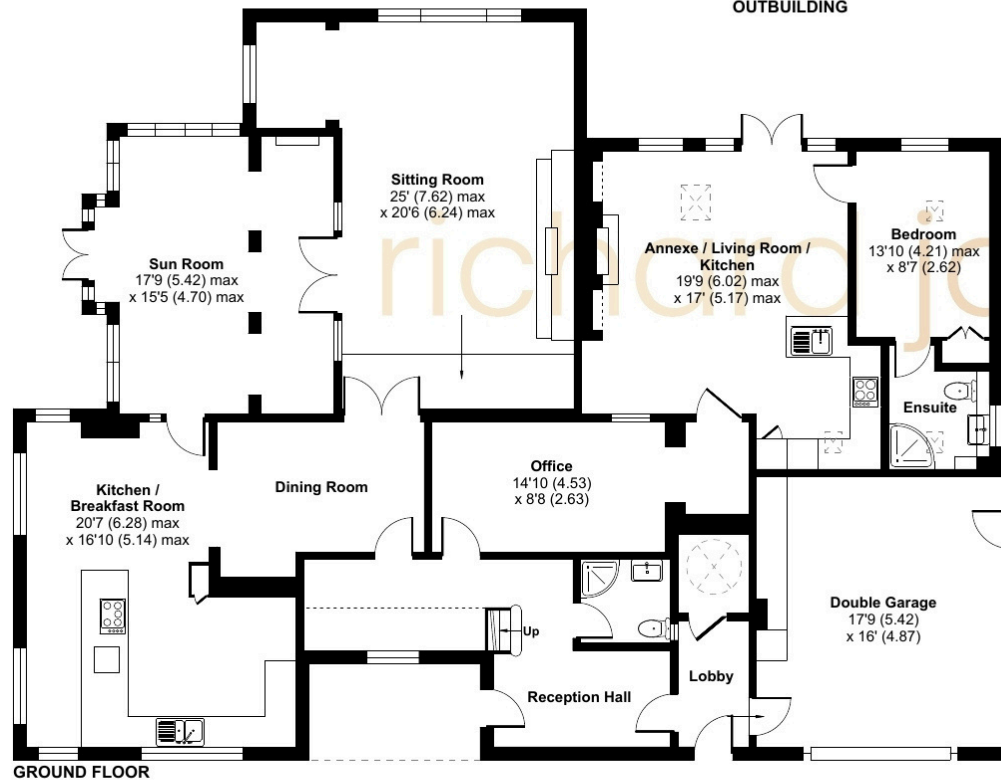 OUTBUILDING
Sitting Room
25' (7.62) max
x 20'6 (6.24) max
Sun Room
17'9 (5.42) max
x 15'5 (4.70) max
Annexe / Living Room /
Kitchen
19'9 (6.02) max
x 17' (5.17) max
Bedroom
13'10 (4.21) max
x 8'7 (2.62)
richard jo
Ensuite
Kitchen /
Breakfast Room
20'7 (6.28) max
x 16'10 (5.14) max
Dining Room
Office
14'10 (4.53)
x 8'8 (2.63)
Double Garage
17'9 (5.42)
x 16' (4.87)
Up
Lobby
Reception Hall
GROUND FLOOR